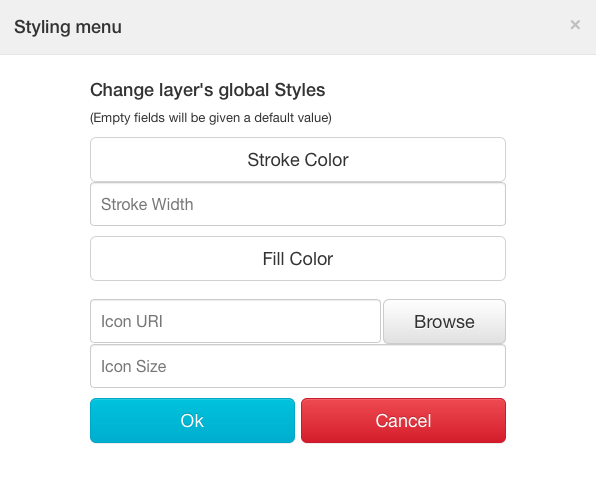 Styling menu ×
Change layer's global Styles
(Empty fields will be given a default value)
Stroke Color
Stroke Width
Fill Color
Icon URI Browse
Icon Size
Ok Cancel